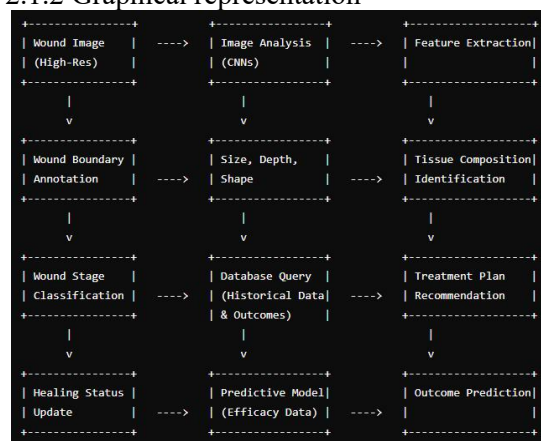 2.1.2 Graphical representation
Wound Image ----> Image Analysis ----> Feature Extraction
(High-Res) (CNNs)
v v v
Wound Boundary Size, Depth, Tissue Composition
Annotation ----> Shape ----> Identification
v v v
Wound Stage Database Query Treatment Plan
Classification ----> (Historical Data ----> Recommendation
& Outcomes)
v v v
Healing Status Predictive Model Outcome Prediction
Update ----> (Efficacy Data) ---->